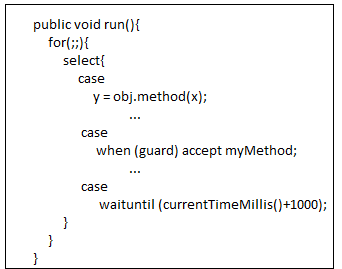 public void run(){
for(;;){
select{
case
y = obj.method(x);
...
case
when (guard) accept myMethod;
...
case
waituntil (currentTimeMillis()+1000);
}
}
}